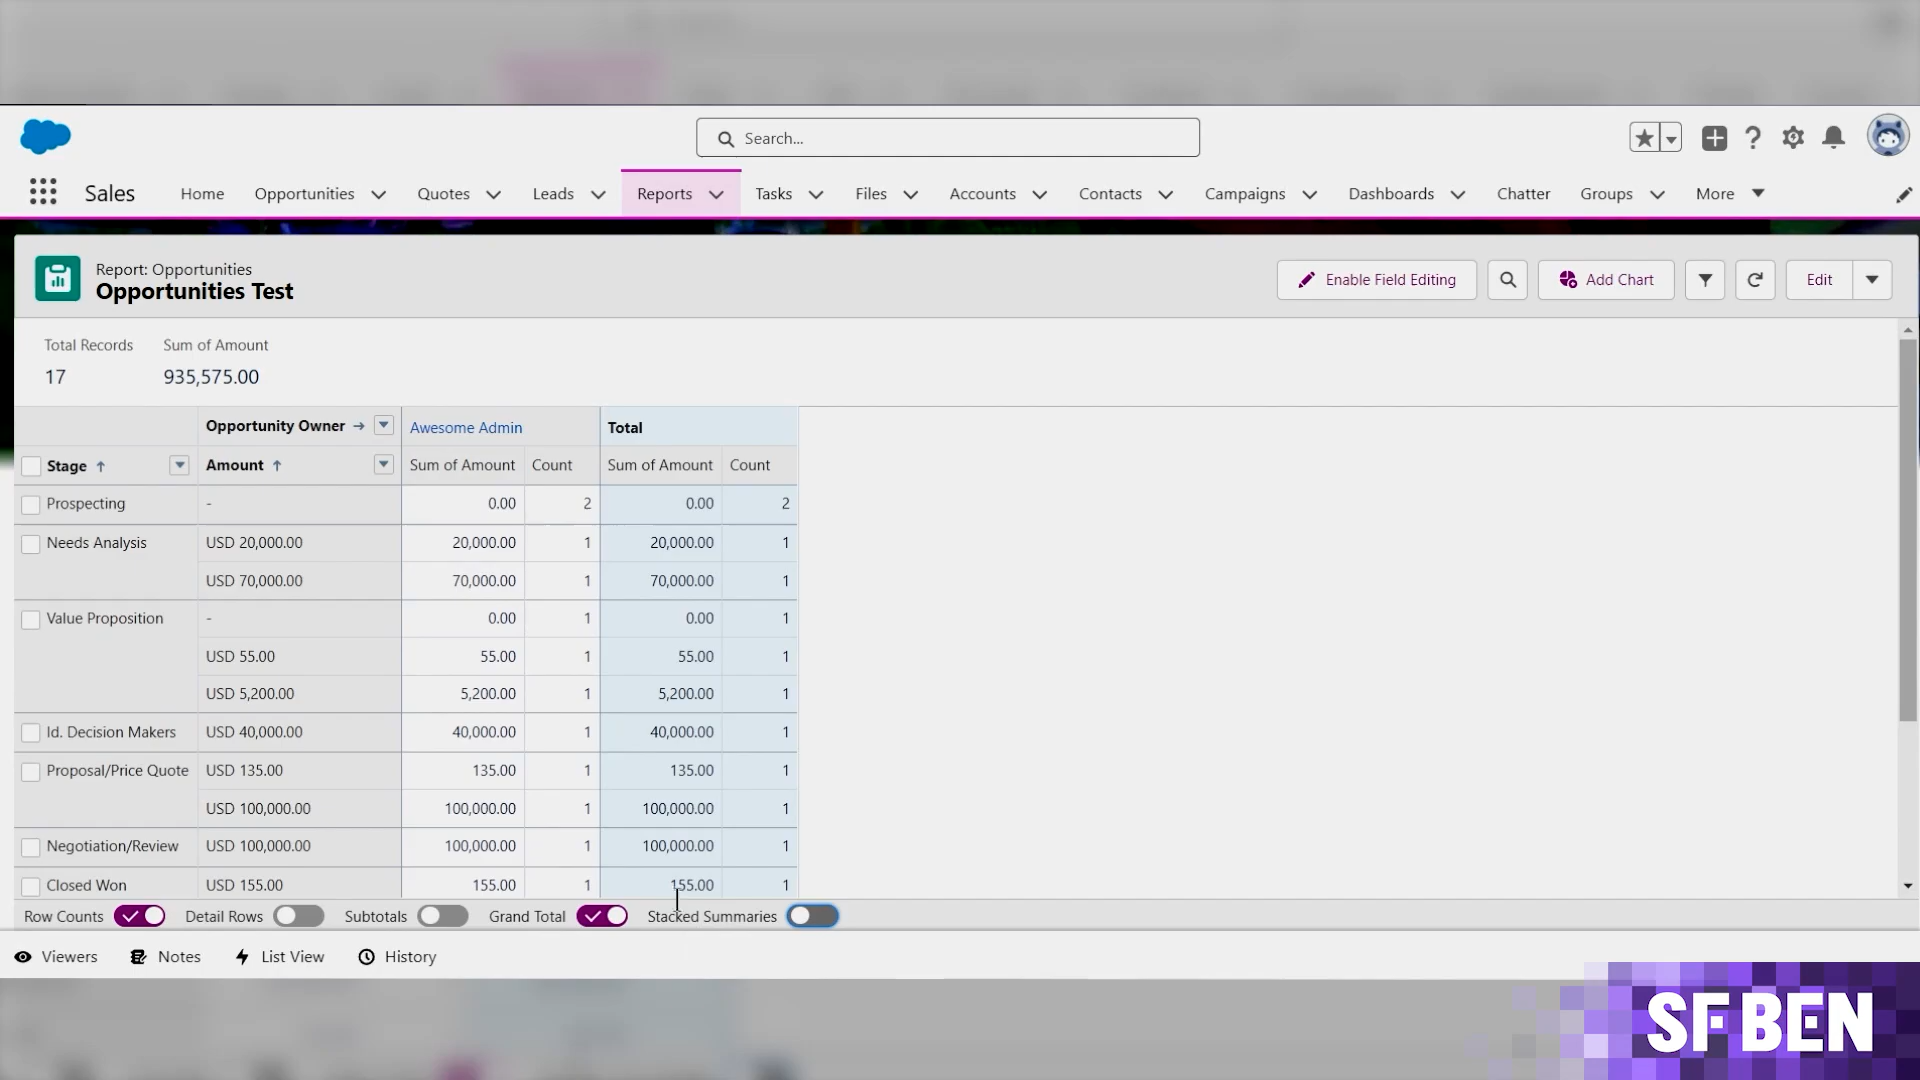 Search...
Sales Home Opportunities Quotes Leads Reports Tasks Files Accounts Contacts Campaigns Dashboards Chatter Groups More
Report: Opportunities
Opportunities Test
Enable Field Editing Add Chart Edit
Total Records Sum of Amount
17 935,575.00
Opportunity Owner → Awesome Admin Total
Stage ↑ Amount ↑ Sum of Amount Count Sum of Amount Count
Prospecting - 0.00 2 0.00 2
Needs Analysis USD 20,000.00 20,000.00 1 20,000.00 1
USD 70,000.00 70,000.00 1 70,000.00 1
Value Proposition - 0.00 1 0.00 1
USD 55.00 55.00 1 55.00 1
USD 5,200.00 5,200.00 1 5,200.00 1
Id. Decision Makers USD 40,000.00 40,000.00 1 40,000.00 1
Proposal/Price Quote USD 135.00 135.00 1 135.00 1
USD 100,000.00 100,000.00 1 100,000.00 1
Negotiation/Review USD 100,000.00 100,000.00 1 100,000.00 1
Closed Won USD 155.00 155.00 1 155.00 1
Row Counts Detail Rows Subtotals Grand Total Stacked Summaries
Viewers Notes List View History
SF BEN